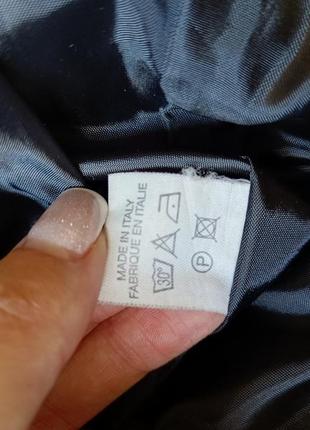 MADE IN ITALY
FABRIQUE EN ITALIE
30°
P